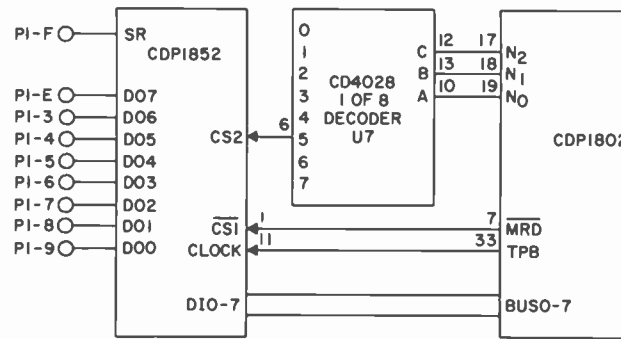 P1-F
SR
CDP1852
P1-E
DO7
P1-3
DO6
P1-4
DO5
P1-5
DO4
P1-6
DO3
P1-7
DO2
P1-8
DO1
P1-9
DO0
CS2
CS1
CLOCK
DIO-7
6
1
11
0
1
2
3
4
5
6
7
CD4028
1 OF 8
DECODER
U7
C
B
A
12
17
13
18
10
19
7
33
N2
N1
N0
CDP1802
MRD
TPB
BUSO-7